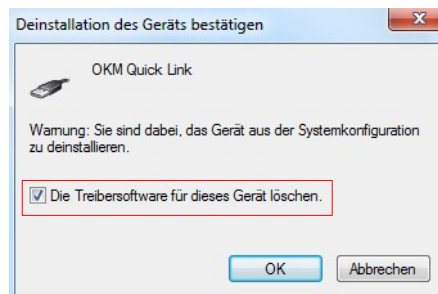 Deinstallation des Geräts bestätigen
OKM Quick Link
Warnung: Sie sind dabei, das Gerät aus der Systemkonfiguration
zu deinstallieren.
Die Treibersoftware für dieses Gerät löschen.
OK
Abbrechen